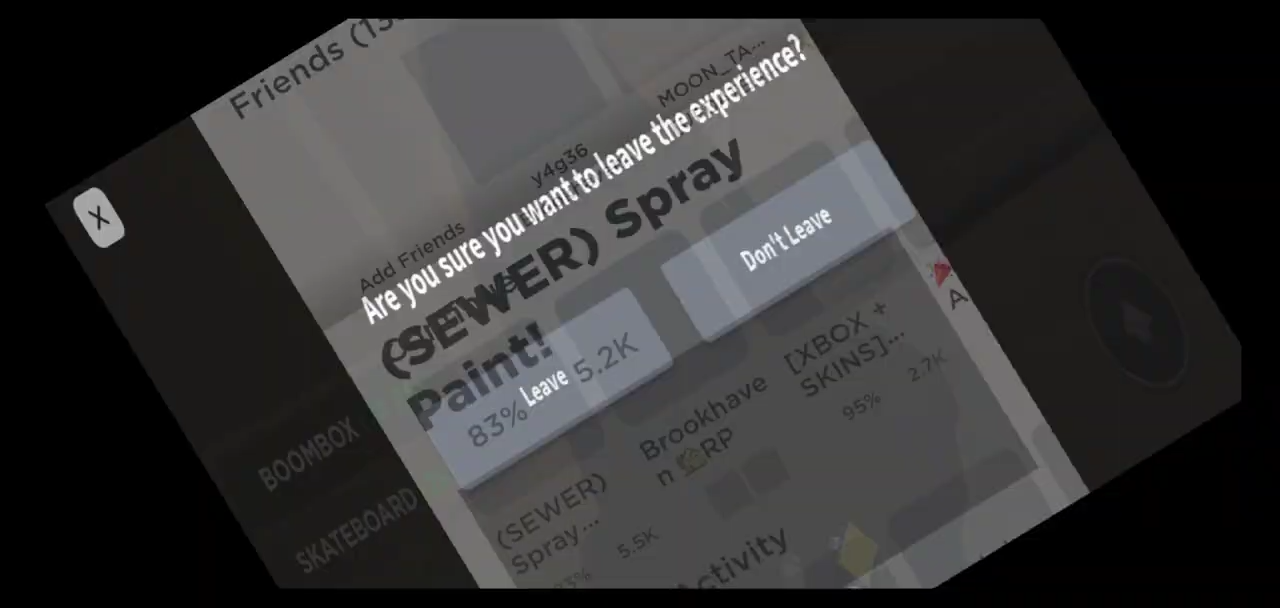 Friends (13
MOON_TA...
y4g36
Add Friends
Are you sure you want to leave the experience?
(SEWER) Spray
Paint!
83%
5.2K
Leave
Don't Leave
X
BOOMBOX
SKATEBOARD
A
Brookhave
n 🏠RP
[XBOX +
SKINS]...
95%
2.7K
(SEWER)
Spray...
5.5K
Activity